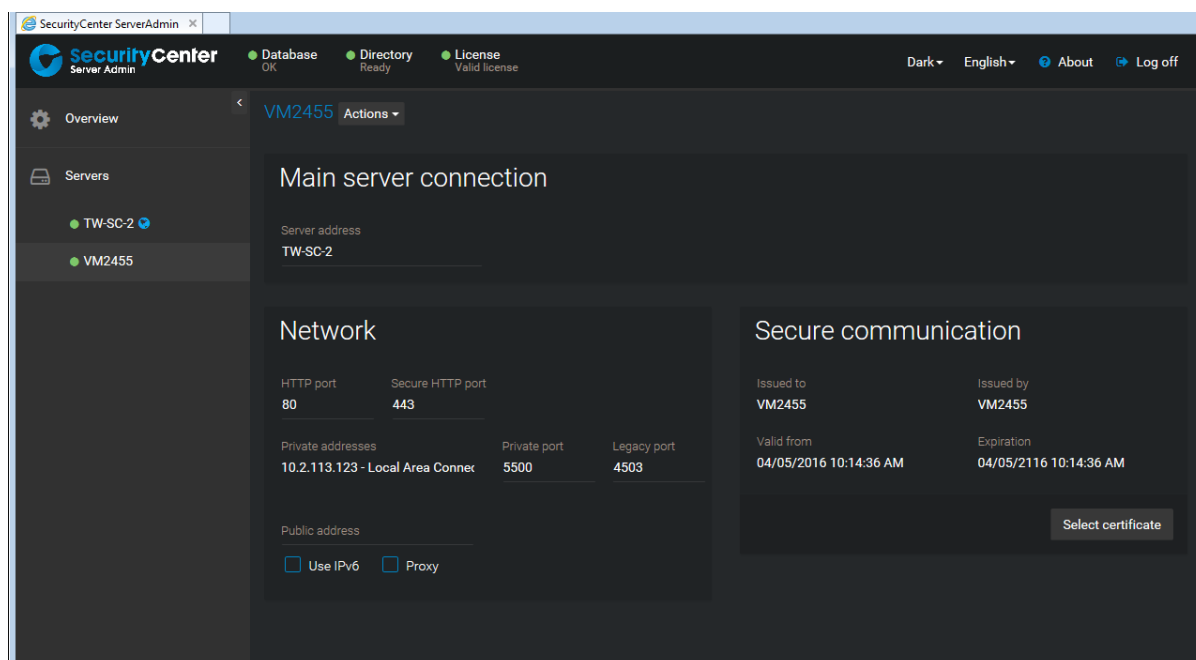 SecurityCenter ServerAdmin ×
SecurityCenter
Server Admin
Database
OK
Directory
Ready
License
Valid license
Dark
English
About
Log off
Overview
Servers
TW-SC-2
VM2455
VM2455 Actions
Main server connection
Server address
TW-SC-2
Network
HTTP port Secure HTTP port
80 443
Private addresses Private port Legacy port
10.2.113.123 - Local Area Connec 5500 4503
Public address
Use IPv6 Proxy
Secure communication
Issued to Issued by
VM2455 VM2455
Valid from Expiration
04/05/2016 10:14:36 AM 04/05/2116 10:14:36 AM
Select certificate